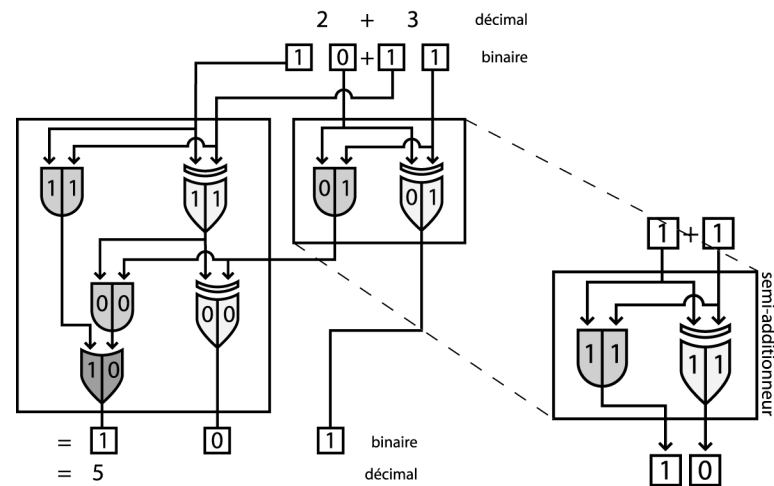 2 + 3 décimal
1 0 + 1 1 binaire
1 1 1 1 0 1 0 1
1 + 1
0 0 0 0
1 0
1 1 1 1
semi-additionneur
= 1 0 1 binaire
1 0
= 5 décimal